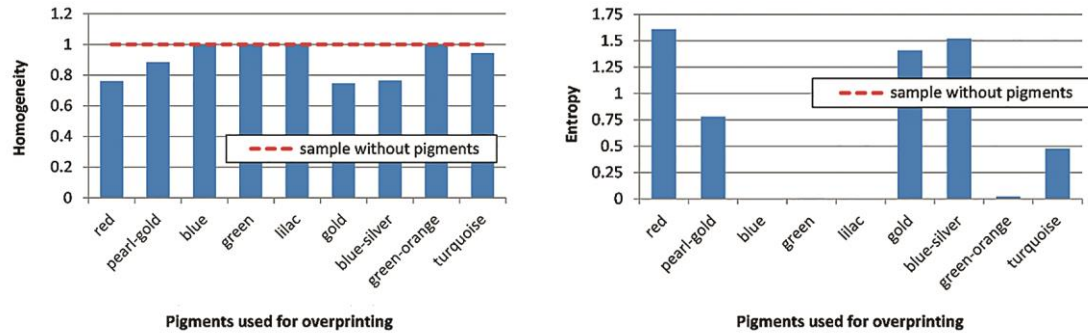 1.2
1
0.8
0.6
0.4
0.2
0
Homogeneity
sample without pigments
red
pearl-gold
blue
green
lilac
gold
blue-silver
green-orange
turquoise
Pigments used for overprinting
1.75
1.5
1.25
1
0.75
0.5
0.25
0
Entropy
sample without pigments
red
pearl-gold
blue
green
lilac
gold
blue-silver
green-orange
turquoise
Pigments used for overprinting